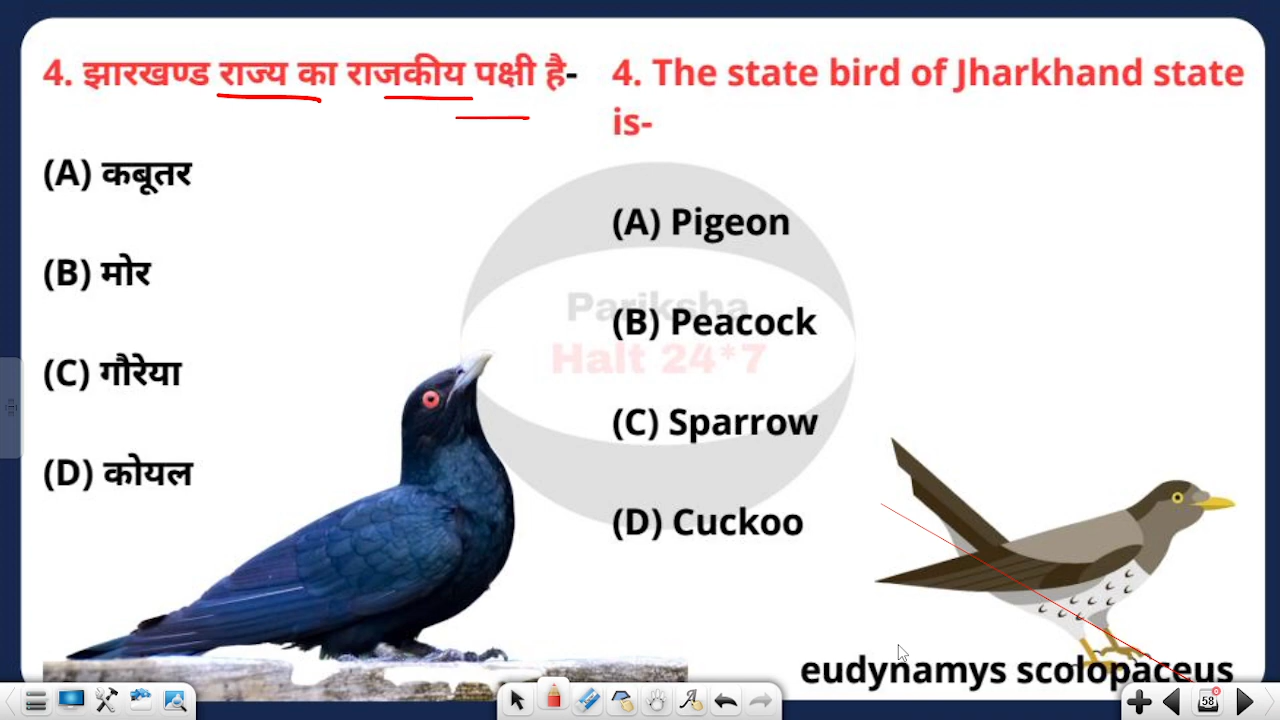 4. झारखण्ड राज्य का राजकीय पक्षी है-
(A) कबूतर
(B) मोर
(C) गौरेया
(D) कोयल
4. The state bird of Jharkhand state
is-
(A) Pigeon
(B) Peacock
(C) Sparrow
(D) Cuckoo
Pariksha
Halt 24*7
eudynamys scolopaceus
58
0